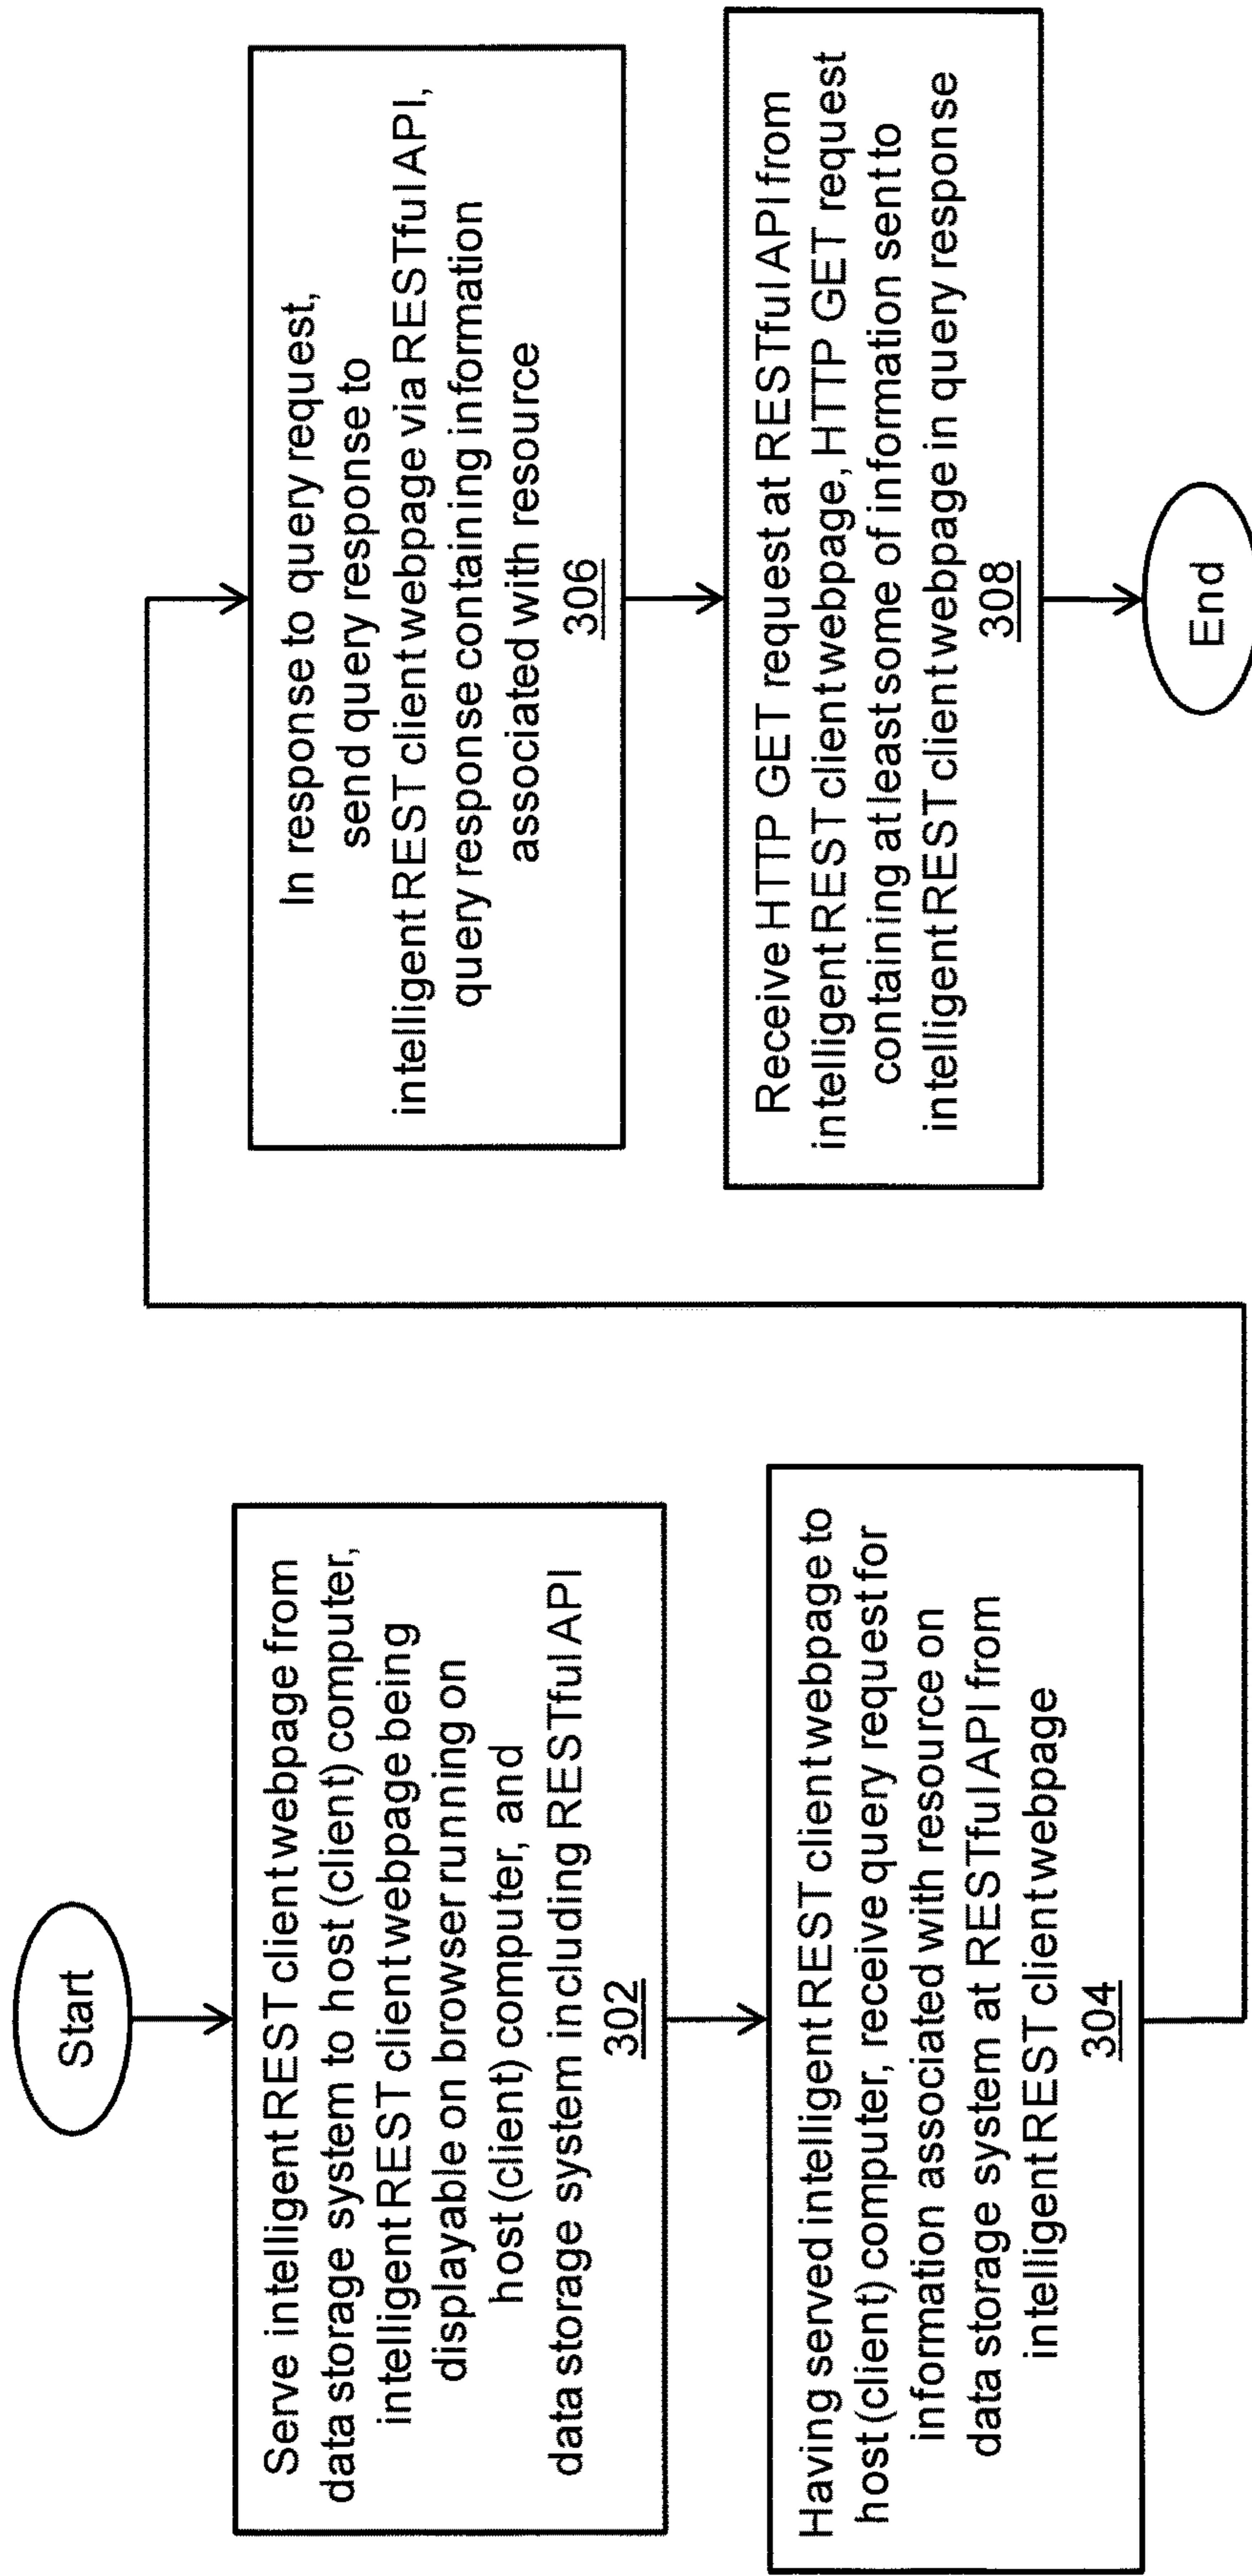 Start
Serve intelligent REST client webpage from
data storage system to host (client) computer,
intelligent REST client webpage being
displayable on browser running on
host (client) computer, and
data storage system including RESTful API
302
Having served intelligent REST client webpage to
host (client) computer, receive query request for
information associated with resource on
data storage system at RESTful API from
intelligent REST client webpage
304
In response to query request,
send query response to
intelligent REST client webpage via RESTful API,
query response containing information
associated with resource
306
Receive HTTP GET request at RESTful API from
intelligent REST client webpage, HTTP GET request
containing at least some of information sent to
intelligent REST client webpage in query response
308
End